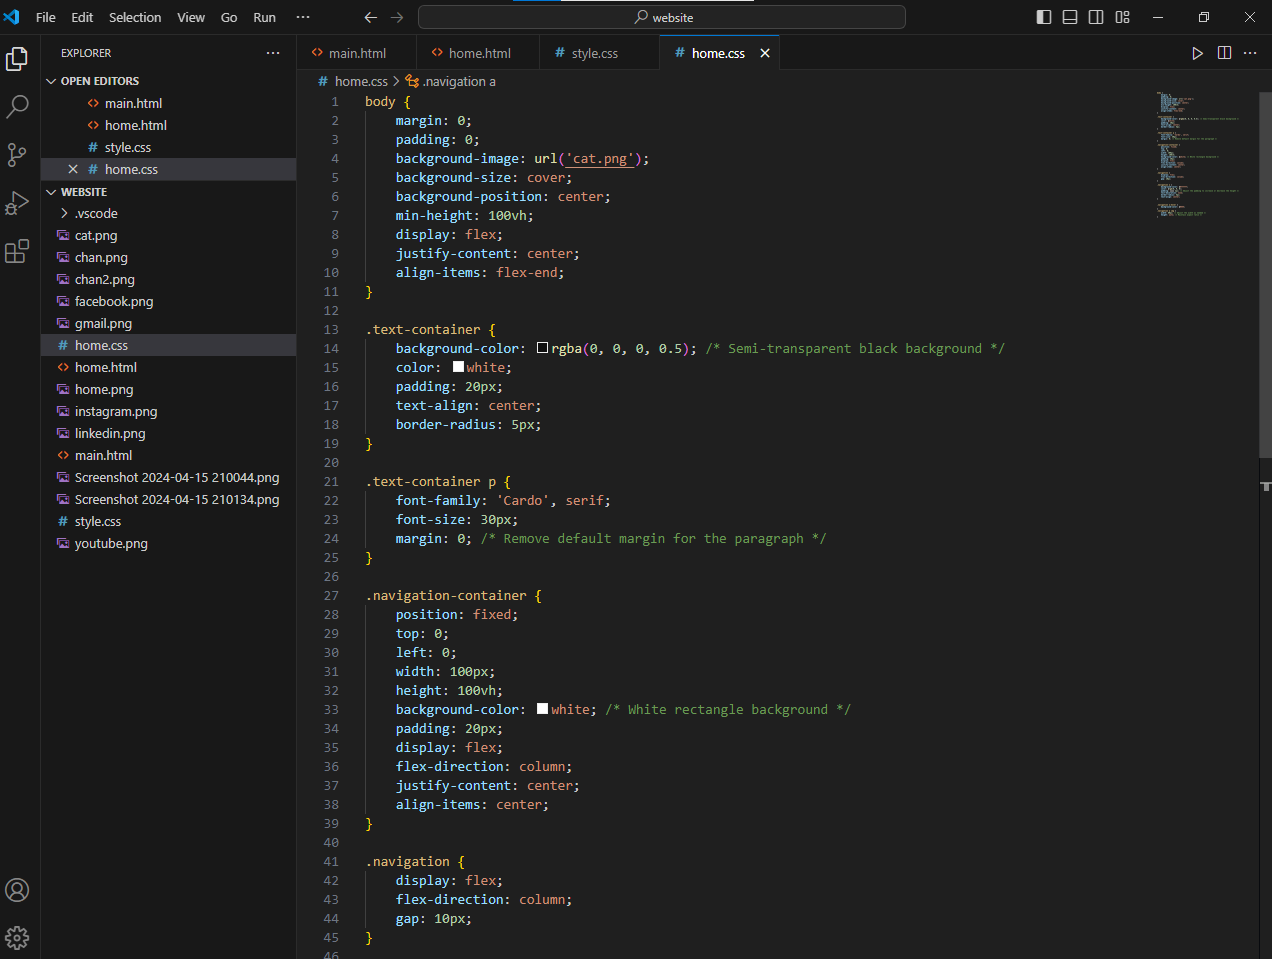 File Edit Selection View Go Run ··· website
EXPLORER ···
OPEN EDITORS
main.html
home.html
style.css
home.css
WEBSITE
.vscode
cat.png
chan.png
chan2.png
facebook.png
gmail.png
home.css
home.html
home.png
instagram.png
linkedin.png
main.html
Screenshot 2024-04-15 210044.png
Screenshot 2024-04-15 210134.png
style.css
youtube.png
<> main.html <> home.html # style.css # home.css
# home.css > .navigation a
1 body {
2 margin: 0;
3 padding: 0;
4 background-image: url('cat.png');
5 background-size: cover;
6 background-position: center;
7 min-height: 100vh;
8 display: flex;
9 justify-content: center;
10 align-items: flex-end;
11 }
12
13 .text-container {
14 background-color: rgba(0, 0, 0, 0.5); /* Semi-transparent black background */
15 color: white;
16 padding: 20px;
17 text-align: center;
18 border-radius: 5px;
19 }
20
21 .text-container p {
22 font-family: 'Cardo', serif;
23 font-size: 30px;
24 margin: 0; /* Remove default margin for the paragraph */
25 }
26
27 .navigation-container {
28 position: fixed;
29 top: 0;
30 left: 0;
31 width: 100px;
32 height: 100vh;
33 background-color: white; /* White rectangle background */
34 padding: 20px;
35 display: flex;
36 flex-direction: column;
37 justify-content: center;
38 align-items: center;
39 }
40
41 .navigation {
42 display: flex;
43 flex-direction: column;
44 gap: 10px;
45 }
46